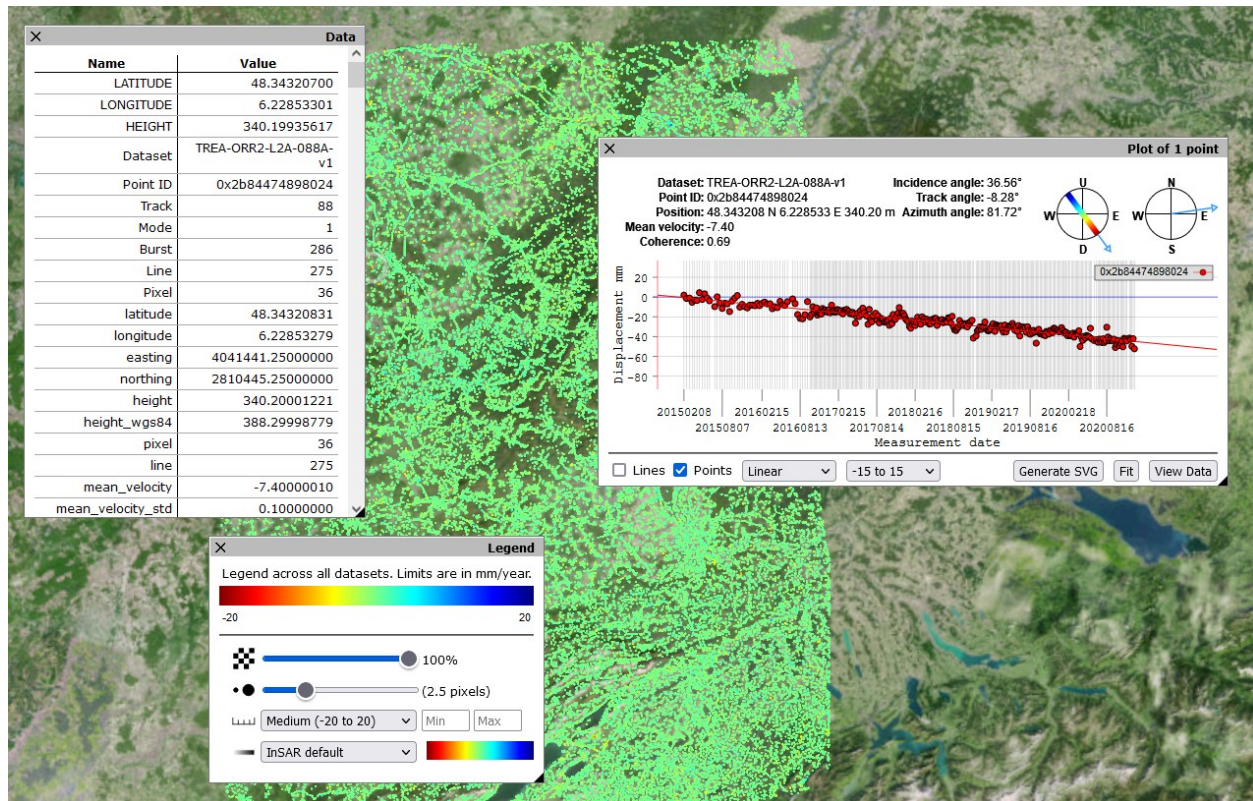 Data
Name Value
LATITUDE 48.34320700
LONGITUDE 6.22853301
HEIGHT 340.19935617
Dataset TREA-ORR2-L2A-088A-
v1
Point ID 0x2b84474898024
Track 88
Mode 1
Burst 286
Line 275
Pixel 36
latitude 48.34320831
longitude 6.22853279
easting 4041441.25000000
northing 2810445.25000000
height 340.20001221
height_wgs84 388.29998779
pixel 36
line 275
mean_velocity -7.40000010
mean_velocity_std 0.10000000
Plot of 1 point
Dataset: TREA-ORR2-L2A-088A-v1 Incidence angle: 36.56°
Point ID: 0x2b84474898024 Track angle: -8.28°
Position: 48.343208 N 6.228533 E 340.20 m Azimuth angle: 81.72°
Mean velocity: -7.40
Coherence: 0.69
U
W E
D
N
W E
S
0x2b84474898024
Displacement mm
20
0
-20
-40
-60
-80
20150208 20160215 20170215 20180216 20190217 20200218
20150807 20160813 20170814 20180815 20190816 20200816
Measurement date
Lines Points Linear -15 to 15 Generate SVG Fit View Data
Legend
Legend across all datasets. Limits are in mm/year.
-20 20
100%
(2.5 pixels)
Medium (-20 to 20) Min Max
InSAR default